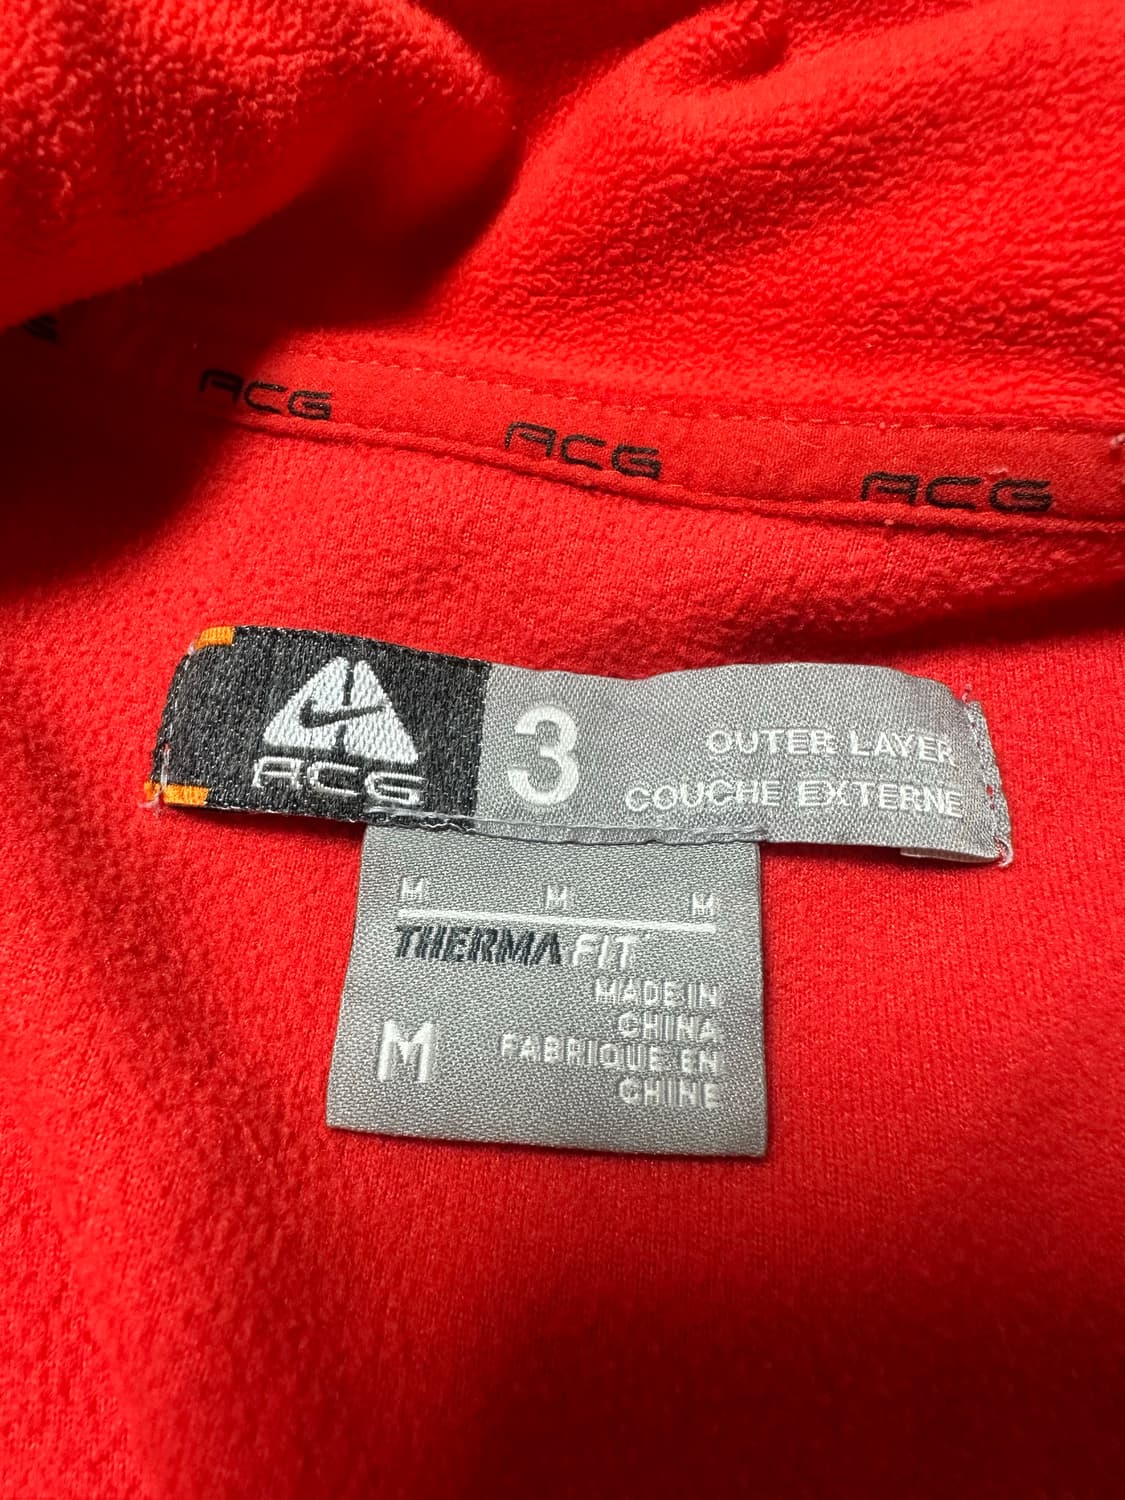 ACG ACG ACG
ACG
3
OUTER LAYER
COUCHE EXTERNE
M M M
THERMA FIT
MADE IN
CHINA
M
FABRIQUE EN
CHINE